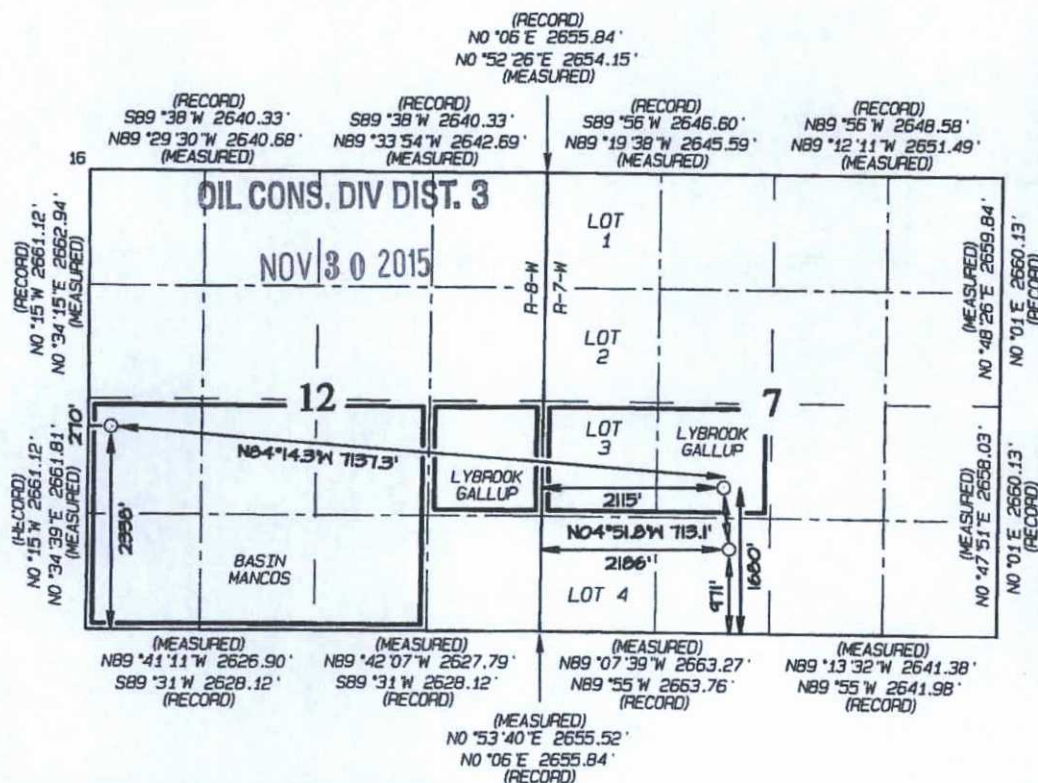 (RECORD)
N0°06'E 2655.84'
N0°52'26"E 2654.15'
(MEASURED)
(RECORD)
S89°38'W 2640.33'
N89°29'30"W 2640.68'
(MEASURED)
(RECORD)
S89°38'W 2640.33'
N89°33'54"W 2642.69'
(MEASURED)
(RECORD)
S89°56'W 2646.60'
N89°19'38"W 2645.59'
(MEASURED)
(RECORD)
N89°56'W 2648.58'
N89°12'11"W 2651.49'
(MEASURED)
16
OIL CONS. DIV DIST. 3
NOV 30 2015
(RECORD)
N0°15'W 2661.12'
N0°34'15"E 2662.94'
(MEASURED)
R-8-W
R-7-W
LOT
1
LOT
2
(MEASURED)
N0°48'26"E 2659.84'
N0°01'E 2660.13'
(RECORD)
12
7
270'
(RECORD)
N0°15'W 2661.12'
N0°34'39"E 2661.81'
(MEASURED)
2358'
N84°14.3'W 7137.3'
LYBROOK
GALLUP
LOT
3
LYBROOK
GALLUP
2115'
N04°51.8'W 713.1'
2186'
971'
1680'
BASIN
MANCOS
LOT 4
(MEASURED)
N0°47'51"E 2658.03'
N0°01'E 2660.13'
(RECORD)
(MEASURED)
N89°41'11"W 2626.90'
S89°31'W 2628.12'
(RECORD)
(MEASURED)
N89°42'07"W 2627.79'
S89°31'W 2628.12'
(RECORD)
(MEASURED)
N89°07'39"W 2663.27'
N89°55'W 2663.76'
(RECORD)
(MEASURED)
N89°13'32"W 2641.38'
N89°55'W 2641.98'
(RECORD)
(MEASURED)
N0°53'40"E 2655.52'
N0°06'E 2655.84'
(RECORD)